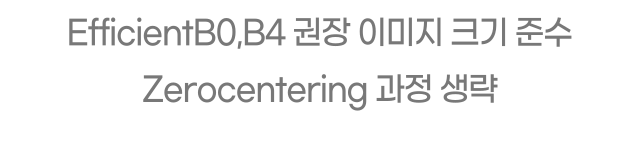 EfficientB0,B4 권장 이미지 크기 준수
Zerocentering 과정 생략